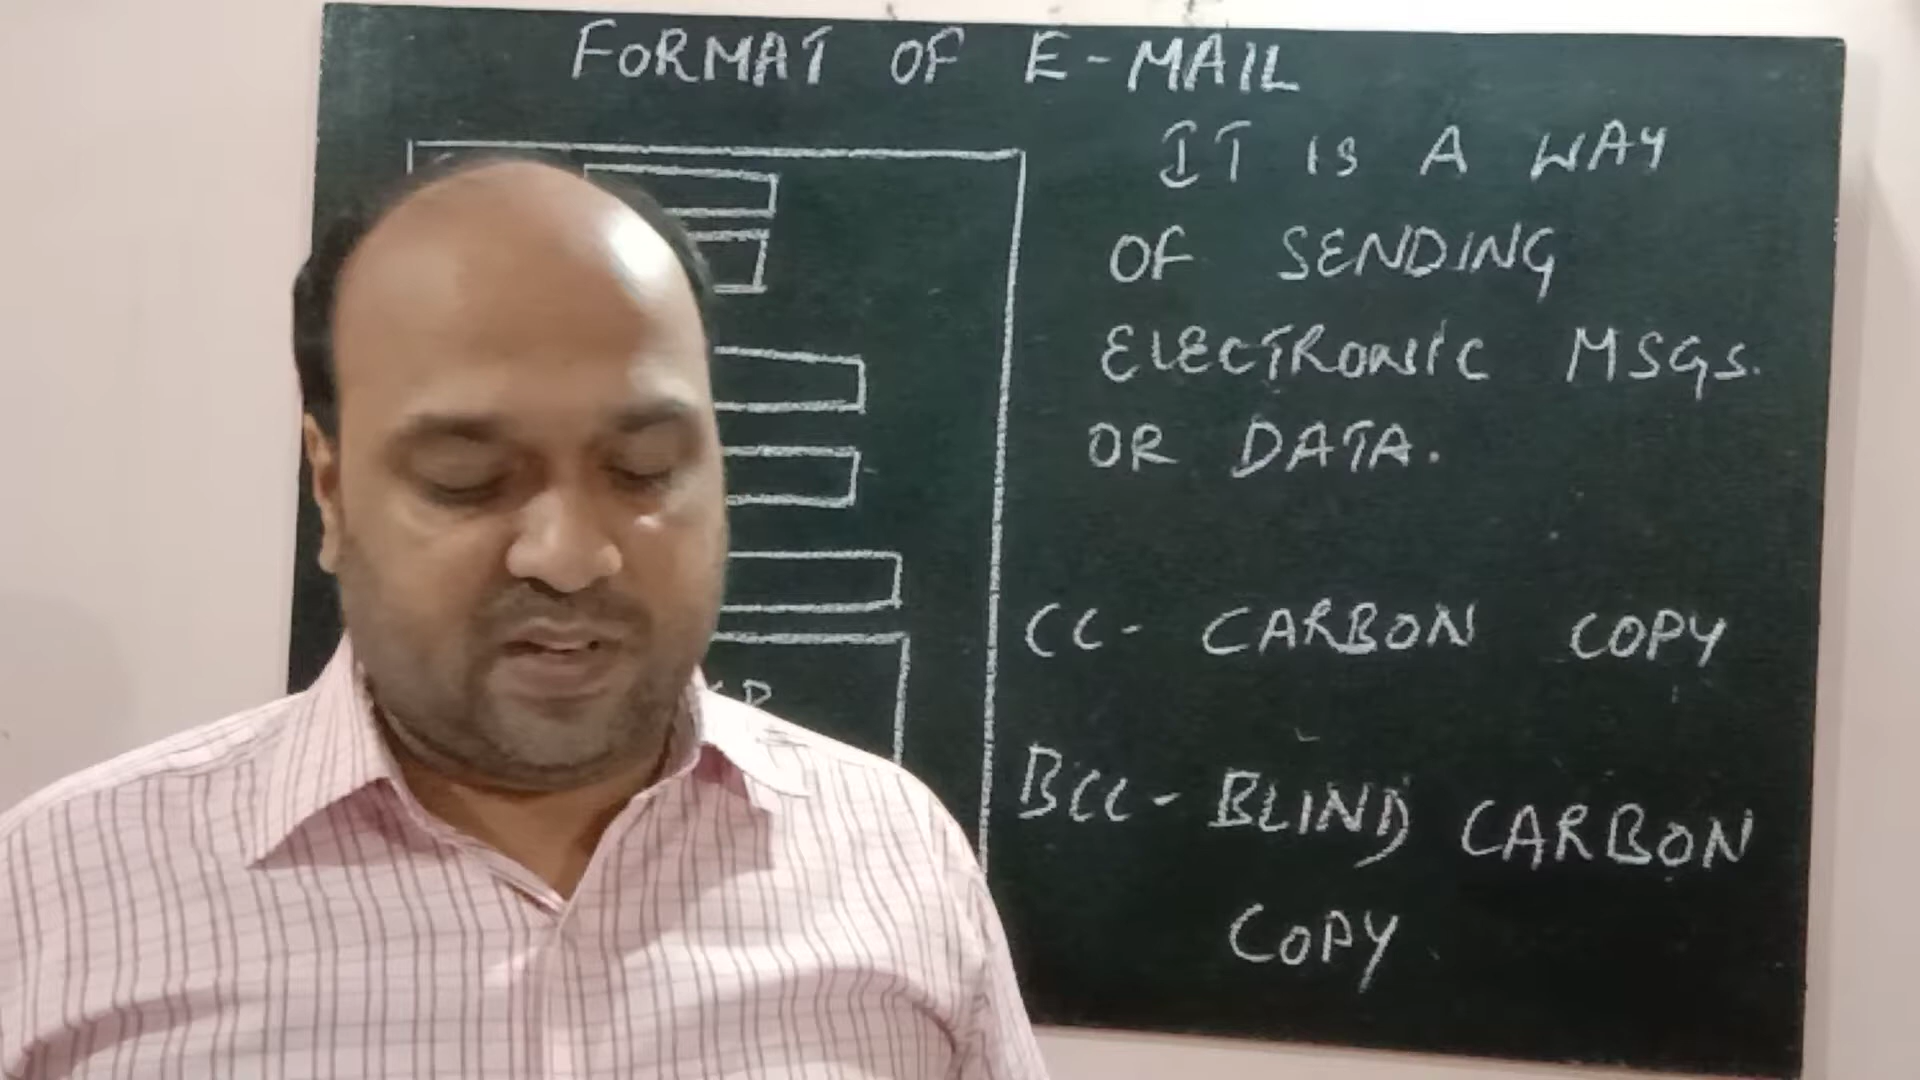 FORMAT OF E-MAIL
IT IS A WAY
OF SENDING
ELECTRONIC MSGS.
OR DATA.
CC- CARBON COPY
BCC- BLIND CARBON
COPY